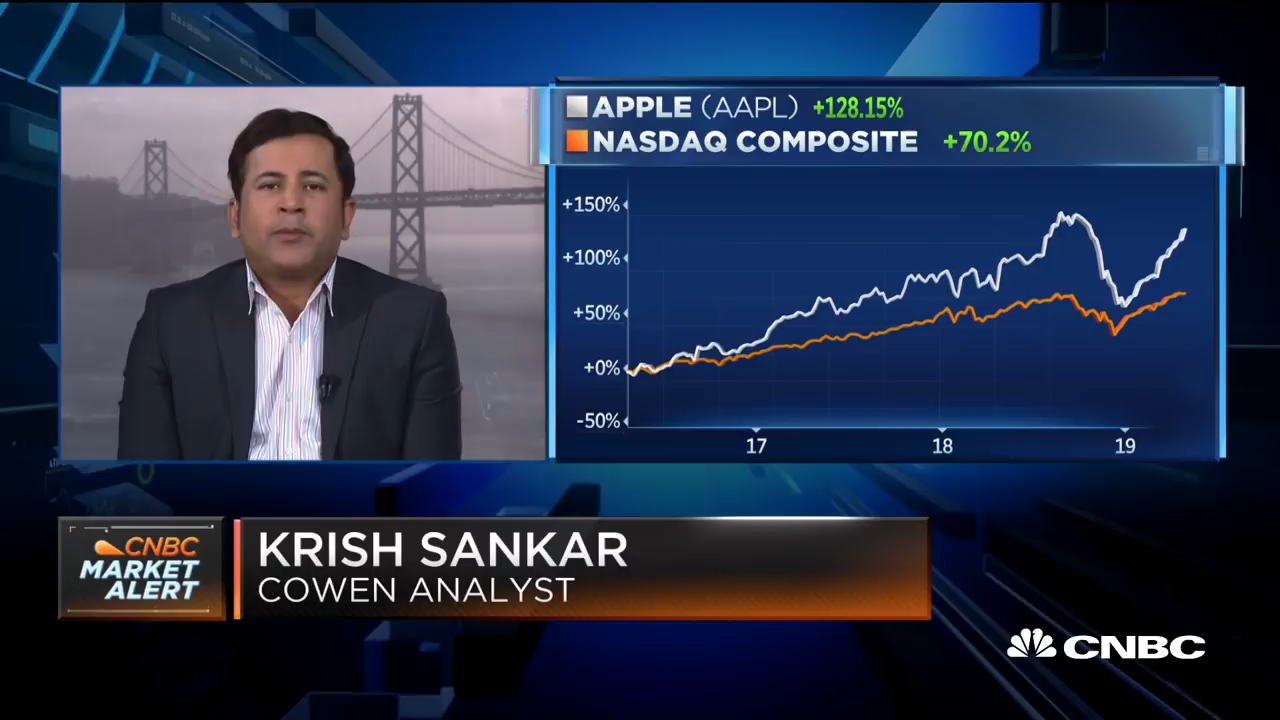 APPLE (AAPL) +128.15%
NASDAQ COMPOSITE +70.2%
+150%
+100%
+50%
+0%
-50%
17 18 19
CNBC
MARKET
ALERT
KRISH SANKAR
COWEN ANALYST
CNBC